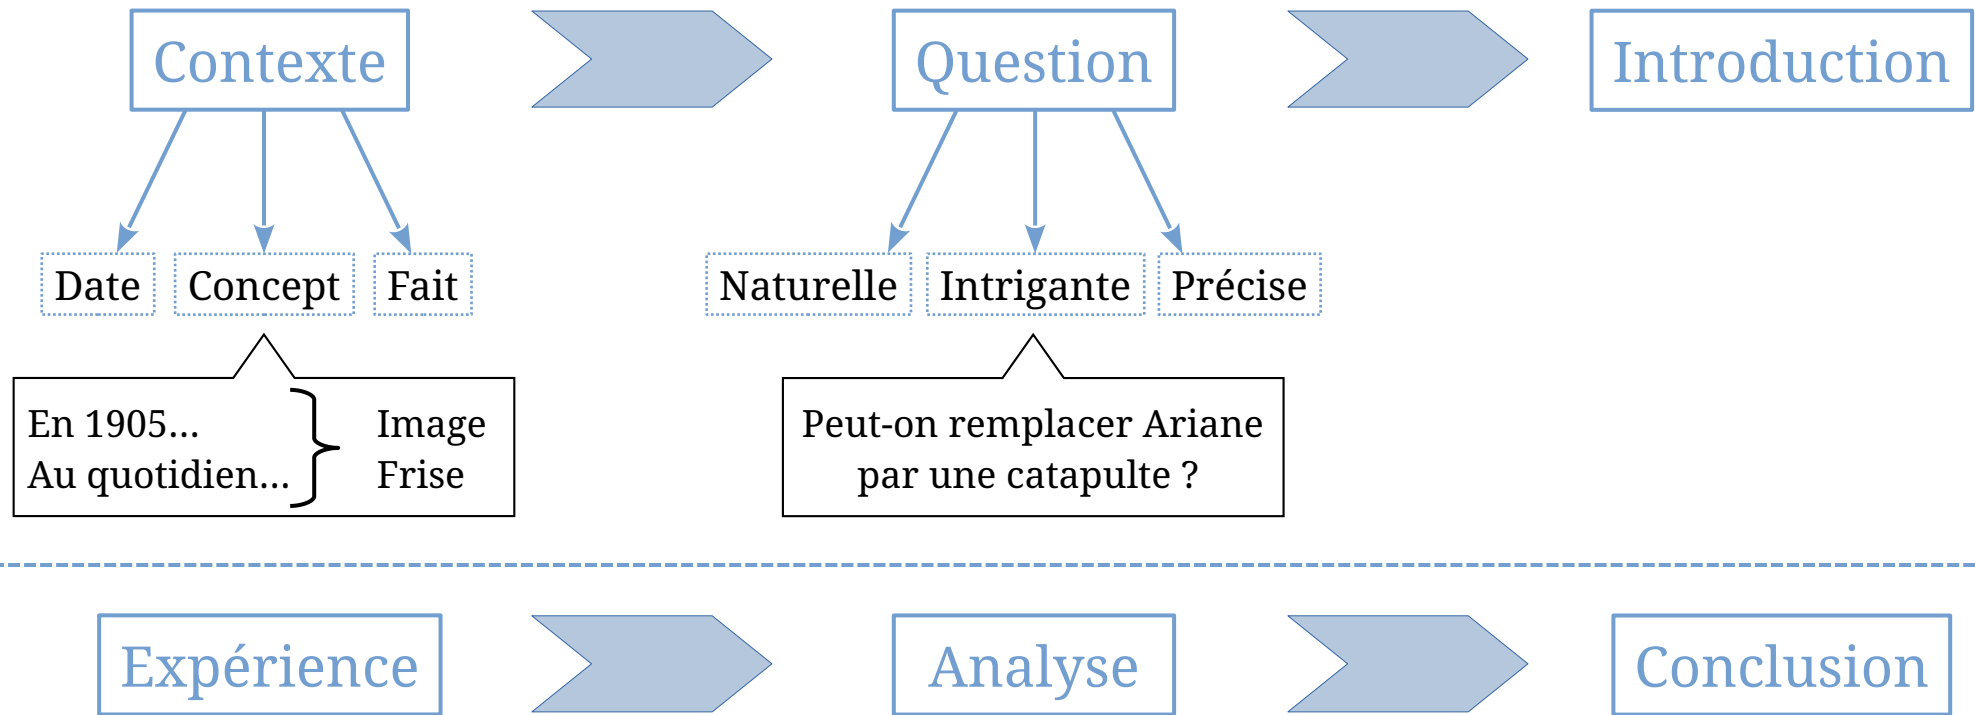 Contexte
Question
Introduction
Date
Concept
Fait
Naturelle
Intrigante
Précise
En 1905…
Au quotidien…
Image
Frise
Peut-on remplacer Ariane
par une catapulte ?
Expérience
Analyse
Conclusion